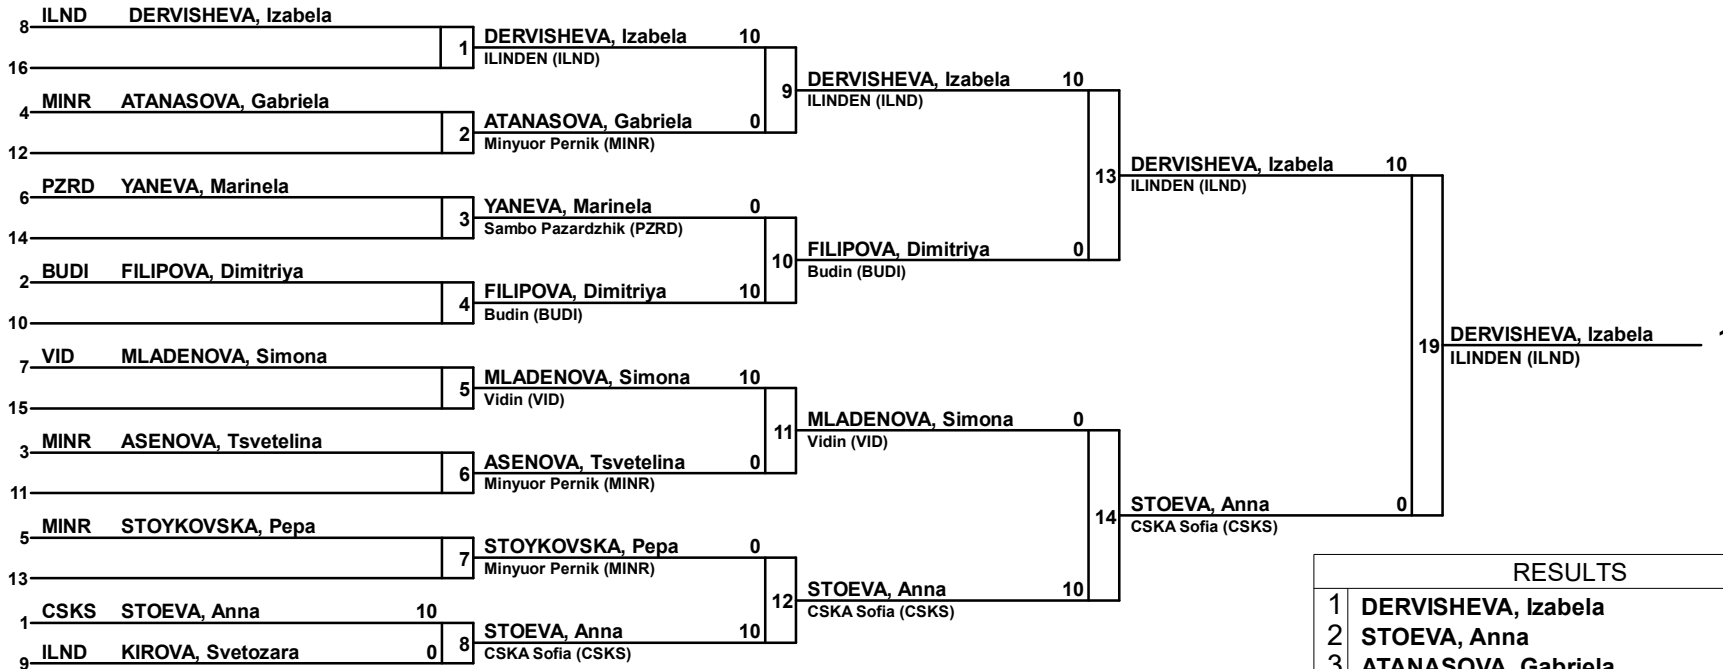 8 ILND DERVISHEVA, Izabela
16
1 DERVISHEVA, Izabela 10
ILINDEN (ILND)
4 MINR ATANASOVA, Gabriela
12
2 ATANASOVA, Gabriela 0
Minyuor Pernik (MINR)
6 PZRD YANEVA, Marinela
14
3 YANEVA, Marinela 0
Sambo Pazardzhik (PZRD)
2 BUDI FILIPOVA, Dimitriya
10
4 FILIPOVA, Dimitriya 10
Budin (BUDI)
7 VID MLADENOVA, Simona
15
5 MLADENOVA, Simona 10
Vidin (VID)
3 MINR ASENOVA, Tsvetelina
11
6 ASENOVA, Tsvetelina 0
Minyuor Pernik (MINR)
5 MINR STOYKOVSKA, Pepa
13
7 STOYKOVSKA, Pepa 0
Minyuor Pernik (MINR)
1 CSKS STOEVA, Anna 10
9 ILND KIROVA, Svetozara 0
8 STOEVA, Anna 10
CSKA Sofia (CSKS)
9 DERVISHEVA, Izabela 10
ILINDEN (ILND)
10 FILIPOVA, Dimitriya 0
Budin (BUDI)
11 MLADENOVA, Simona 0
Vidin (VID)
12 STOEVA, Anna 10
CSKA Sofia (CSKS)
13 DERVISHEVA, Izabela 10
ILINDEN (ILND)
14 STOEVA, Anna 0
CSKA Sofia (CSKS)
19 DERVISHEVA, Izabela
ILINDEN (ILND)
RESULTS
1 DERVISHEVA, Izabela
2 STOEVA, Anna
3 ATANASOVA, Gabriela